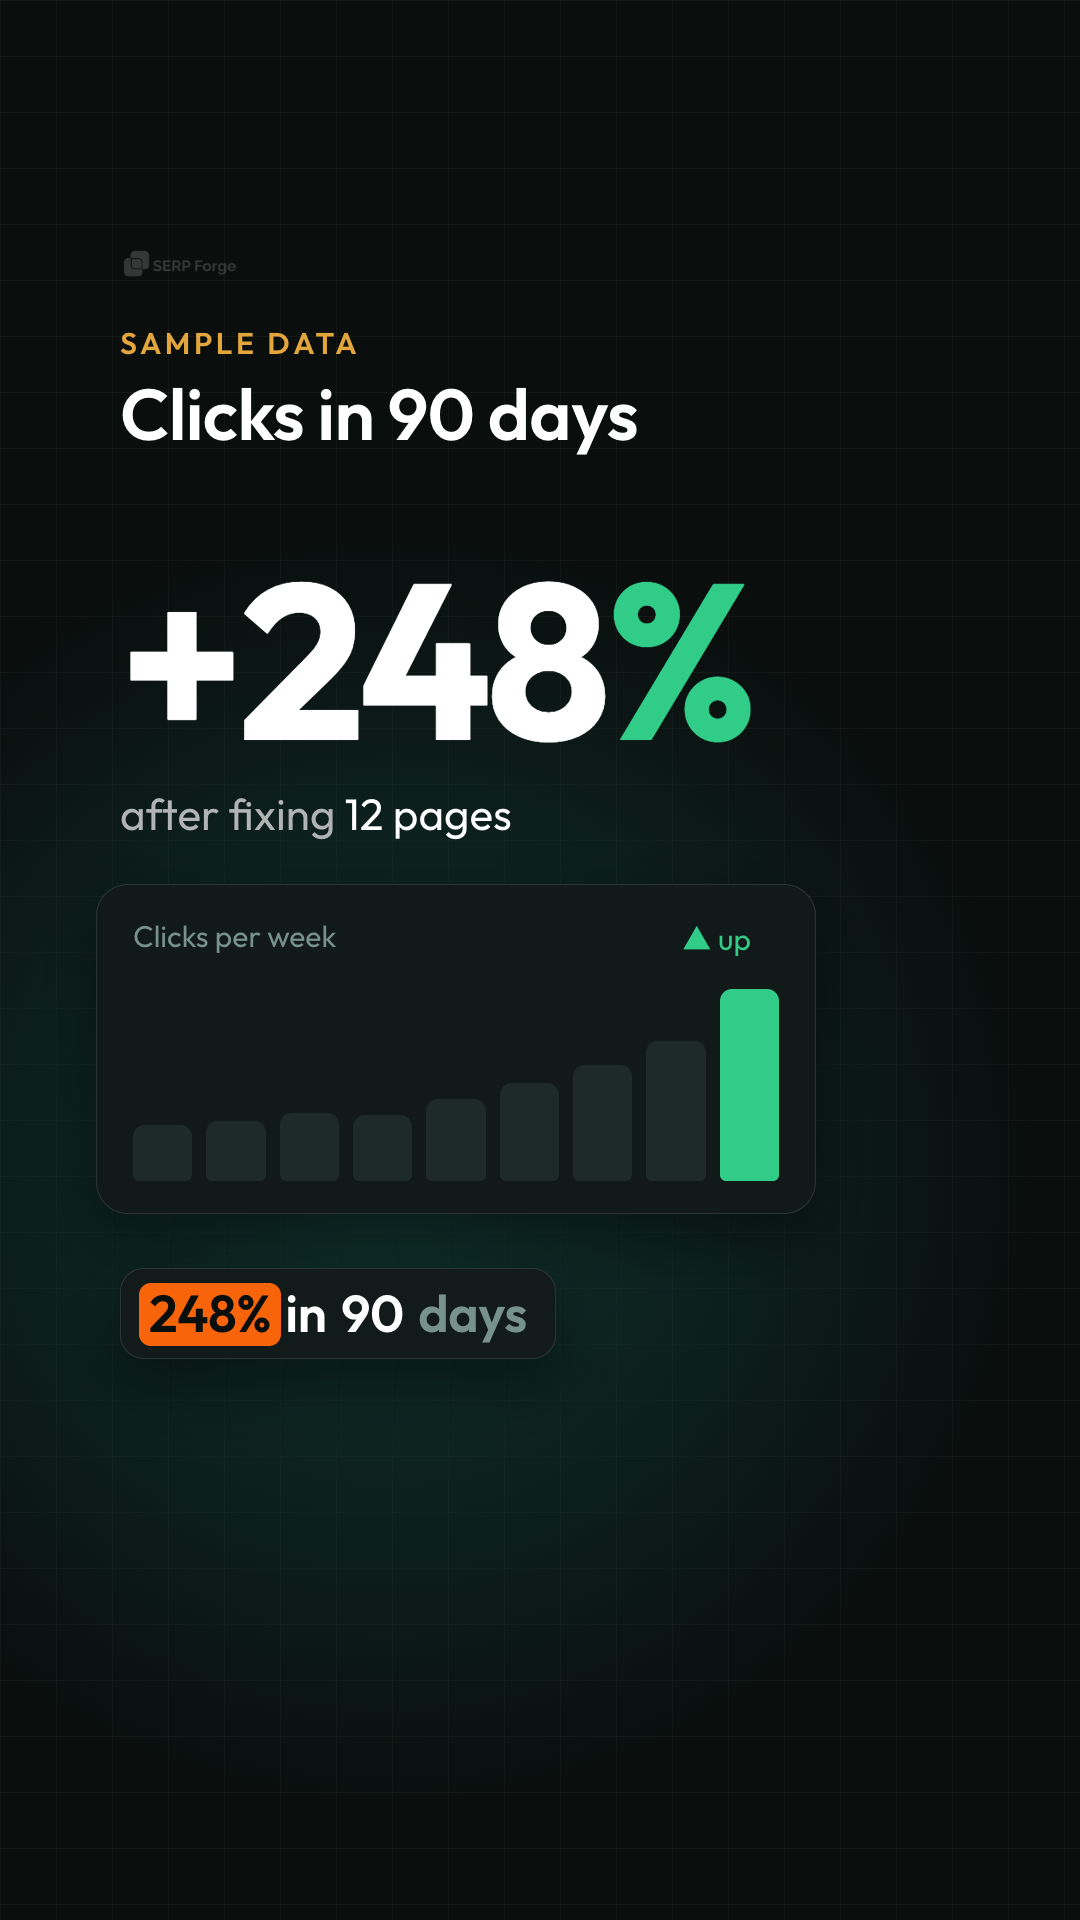 SERP Forge
SAMPLE DATA
Clicks in 90 days
+248%
after fixing 12 pages
Clicks per week
▲ up
248% in 90 days